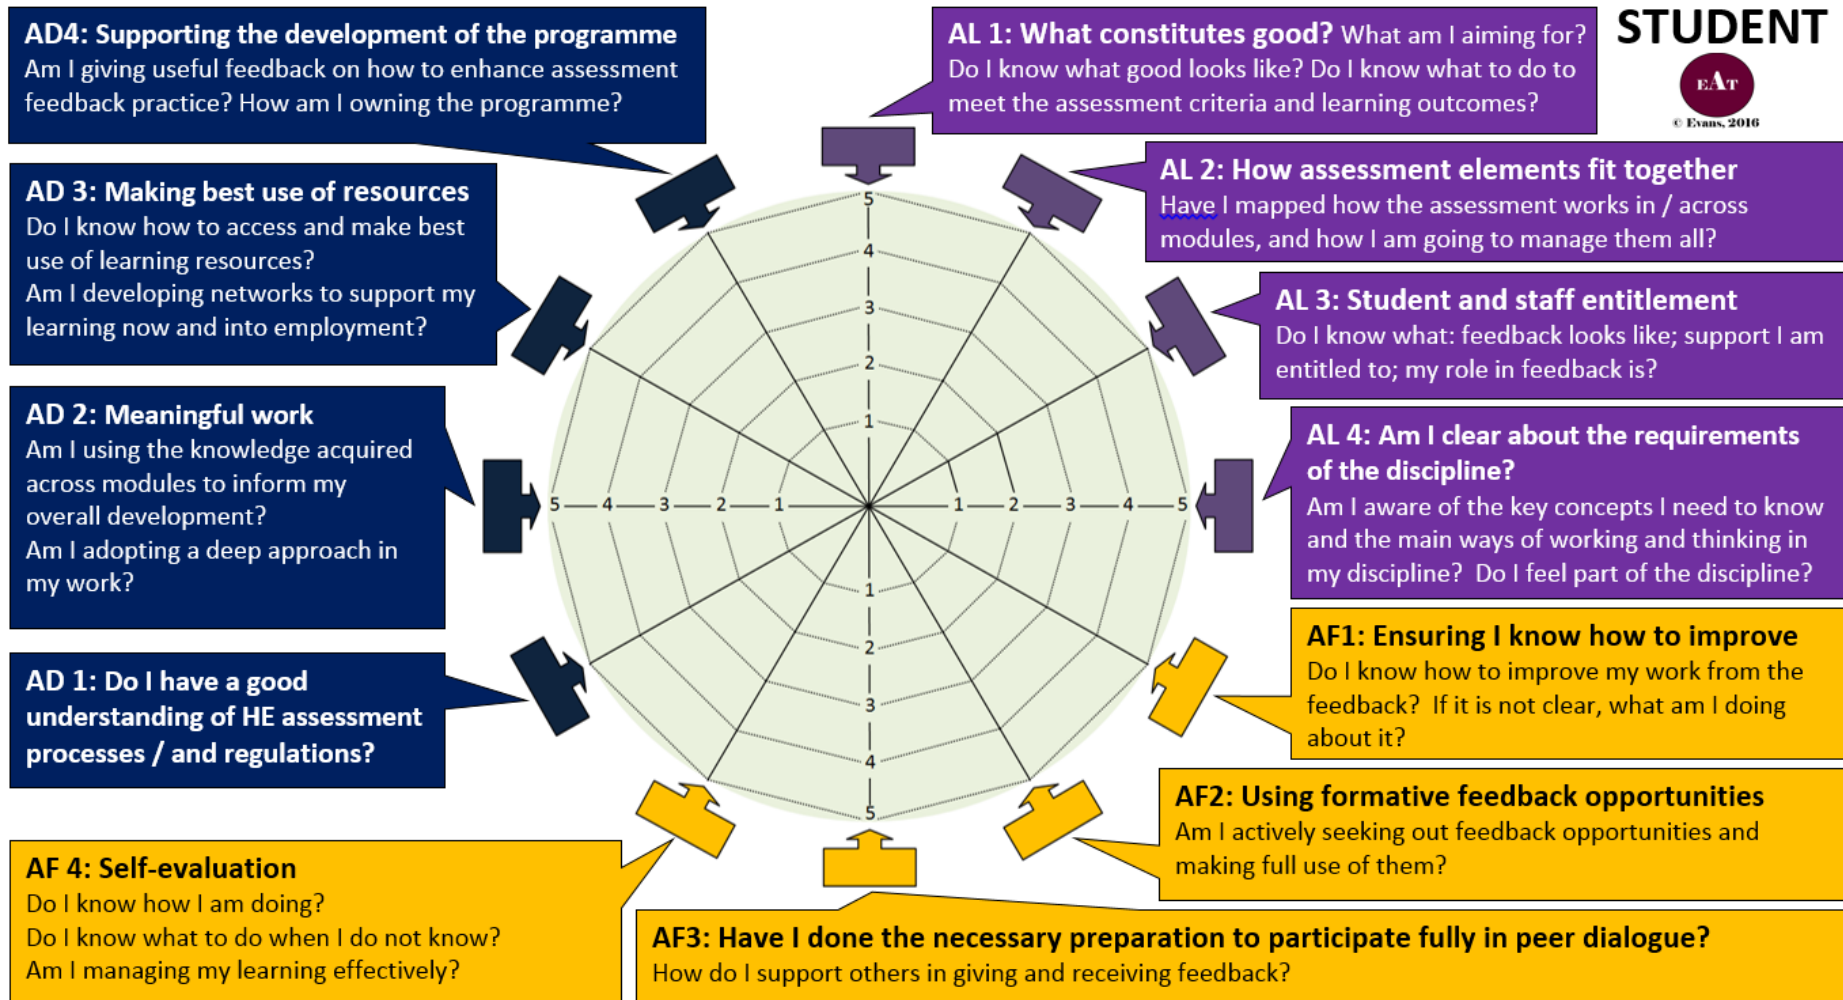 AD4: Supporting the development of the programme
Am I giving useful feedback on how to enhance assessment
feedback practice? How am I owning the programme?
AL 1: What constitutes good? What am I aiming for?
Do I know what good looks like? Do I know what to do to
meet the assessment criteria and learning outcomes?
STUDENT
EAT
© Evans, 2016
AL 2: How assessment elements fit together
Have I mapped how the assessment works in / across
modules, and how I am going to manage them all?
AD 3: Making best use of resources
Do I know how to access and make best
use of learning resources?
Am I developing networks to support my
learning now and into employment?
AL 3: Student and staff entitlement
Do I know what: feedback looks like; support I am
entitled to; my role in feedback is?
AD 2: Meaningful work
Am I using the knowledge acquired
across modules to inform my
overall development?
Am I adopting a deep approach in
my work?
AL 4: Am I clear about the requirements
of the discipline?
Am I aware of the key concepts I need to know
and the main ways of working and thinking in
my discipline? Do I feel part of the discipline?
5
4
3
2
1
5 4 3 2 1 1 2 3 4 5
1
2
3
4
5
AD 1: Do I have a good
understanding of HE assessment
processes / and regulations?
AF1: Ensuring I know how to improve
Do I know how to improve my work from the
feedback? If it is not clear, what am I doing
about it?
AF2: Using formative feedback opportunities
Am I actively seeking out feedback opportunities and
making full use of them?
AF 4: Self-evaluation
Do I know how I am doing?
Do I know what to do when I do not know?
Am I managing my learning effectively?
AF3: Have I done the necessary preparation to participate fully in peer dialogue?
How do I support others in giving and receiving feedback?